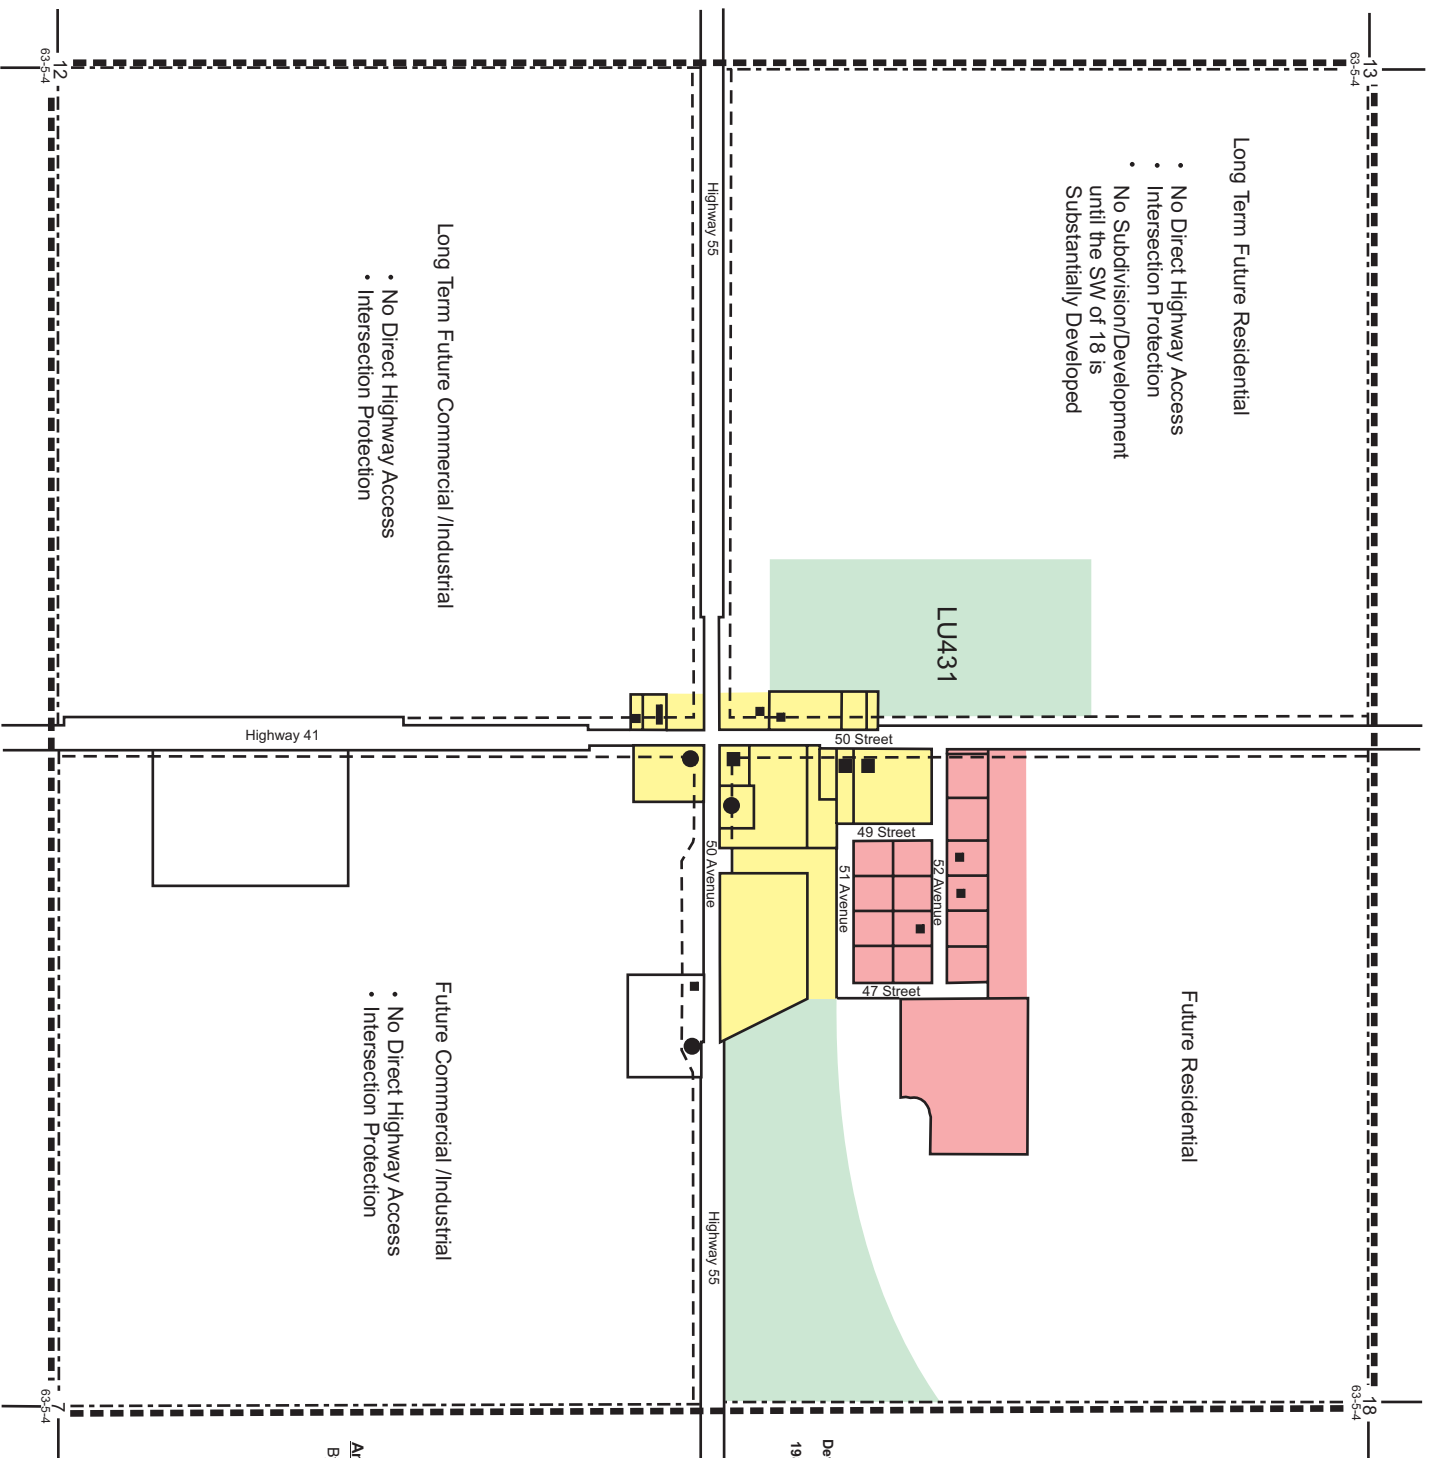 12
63-5-4
13
63-5-4
Long Term Future Residential
• No Direct Highway Access
• Intersection Protection
• No Subdivision/Development
until the SW of 18 is
Substantially Developed
Highway 55
Long Term Future Commercial /Industrial
• No Direct Highway Access
• Intersection Protection
LU431
Highway 41
50 Street
49 Street
50 Avenue
51 Avenue
52 Avenue
47 Street
Future Residential
Future Commercial /Industrial
• No Direct Highway Access
• Intersection Protection
Highway 55
7
63-5-4
18
63-5-4